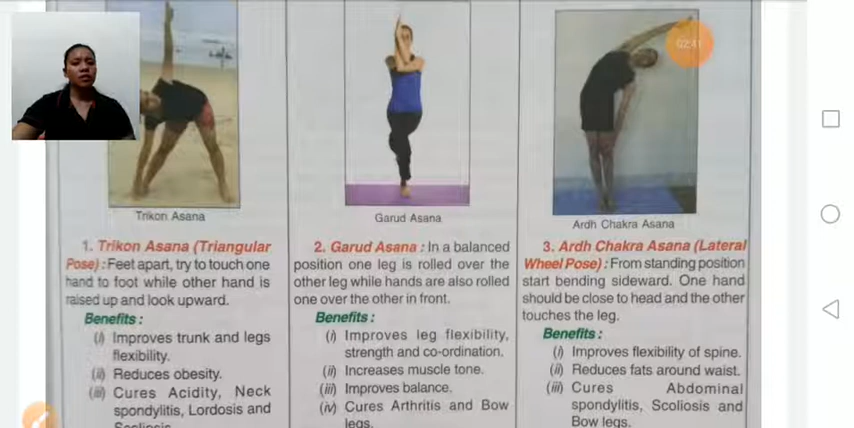 02:41
Trikon Asana
Garud Asana
Ardh Chakra Asana
1. Trikon Asana (Triangular
Pose) : Feet apart, try to touch one
hand to foot while other hand is
raised up and look upward.
Benefits :
(i) Improves trunk and legs
flexibility.
(ii) Reduces obesity.
(iii) Cures Acidity, Neck
spondylitis, Lordosis and
Scoliosis
2. Garud Asana : In a balanced
position one leg is rolled over the
other leg while hands are also rolled
one over the other in front.
Benefits :
(i) Improves leg flexibility,
strength and co-ordination.
(ii) Increases muscle tone.
(iii) Improves balance.
(iv) Cures Arthritis and Bow
legs.
3. Ardh Chakra Asana (Lateral
Wheel Pose) : From standing position
start bending sideward. One hand
should be close to head and the other
touches the leg.
Benefits :
(i) Improves flexibility of spine.
(ii) Reduces fats around waist.
(iii) Cures Abdominal
spondylitis, Scoliosis and
Bow legs.